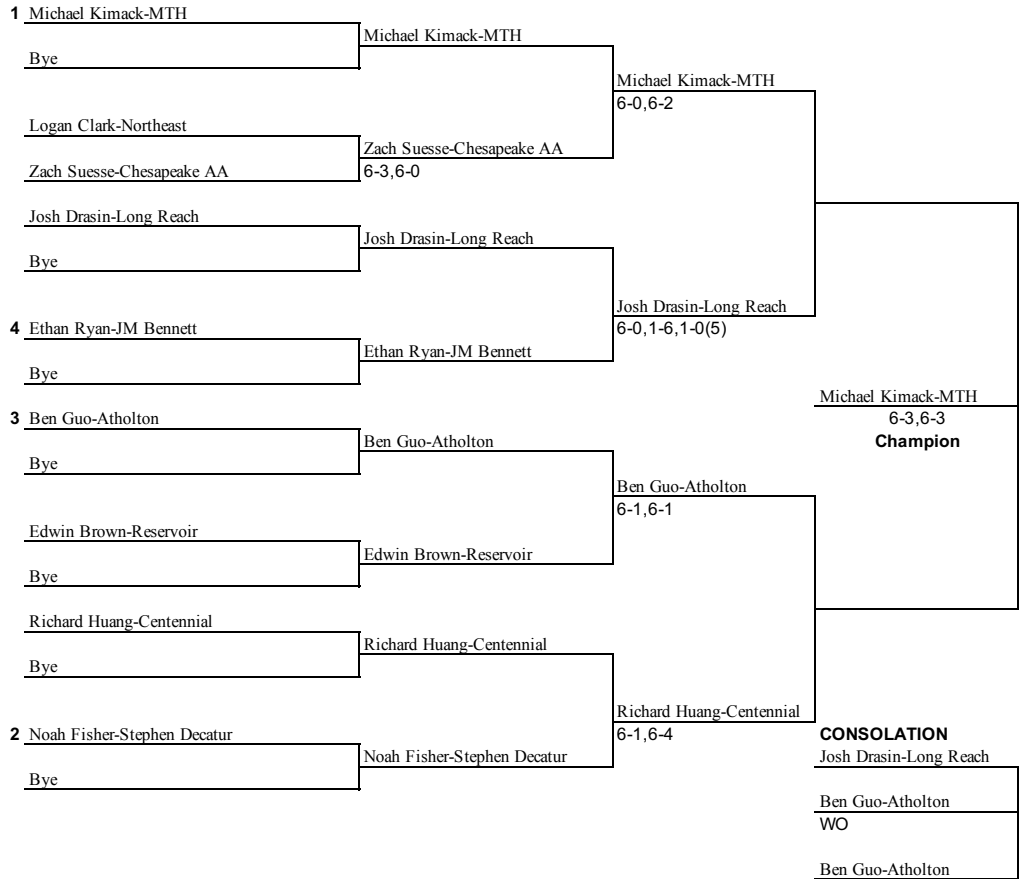 1 Michael Kimack-MTH
Michael Kimack-MTH
Bye
Michael Kimack-MTH
6-0,6-2
Logan Clark-Northeast
Zach Suesse-Chesapeake AA
Zach Suesse-Chesapeake AA
6-3,6-0
Josh Drasin-Long Reach
Josh Drasin-Long Reach
Bye
Josh Drasin-Long Reach
6-0,1-6,1-0(5)
4 Ethan Ryan-JM Bennett
Ethan Ryan-JM Bennett
Bye
Michael Kimack-MTH
6-3,6-3
Champion
3 Ben Guo-Atholton
Ben Guo-Atholton
Bye
Ben Guo-Atholton
6-1,6-1
Edwin Brown-Reservoir
Edwin Brown-Reservoir
Bye
Richard Huang-Centennial
Richard Huang-Centennial
Bye
Richard Huang-Centennial
6-1,6-4
2 Noah Fisher-Stephen Decatur
Noah Fisher-Stephen Decatur
Bye
CONSOLATION
Josh Drasin-Long Reach
Ben Guo-Atholton
WO
Ben Guo-Atholton